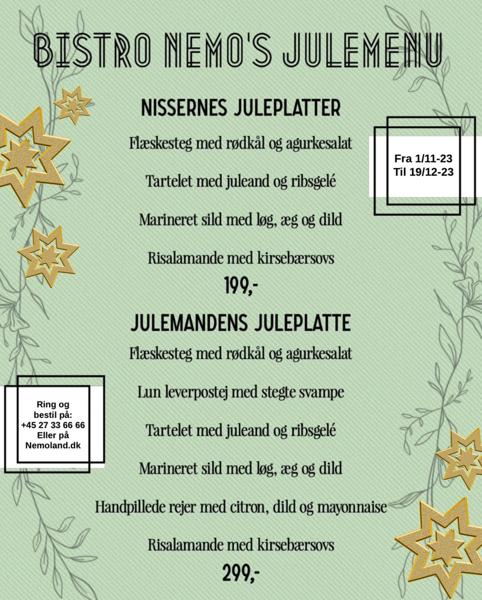 BISTRO NEMO'S JULEMENU
NISSERNES JULEPLATTER
Flæskesteg med rødkål og agurkesalat
Fra 1/11-23
Til 19/12-23
Tartelet med juleand og ribsgelé
Marineret sild med løg, æg og dild
Risalamande med kirsebærsovs
199,-
JULEMANDENS JULEPLATTE
Flæskesteg med rødkål og agurkesalat
Lun leverpostej med stegte svampe
Ring og
bestil på:
+45 27 33 66 66
Eller på
Nemoland.dk
Tartelet med juleand og ribsgelé
Marineret sild med løg, æg og dild
Handpillede rejer med citron, dild og mayonnaise
Risalamande med kirsebærsovs
299,-